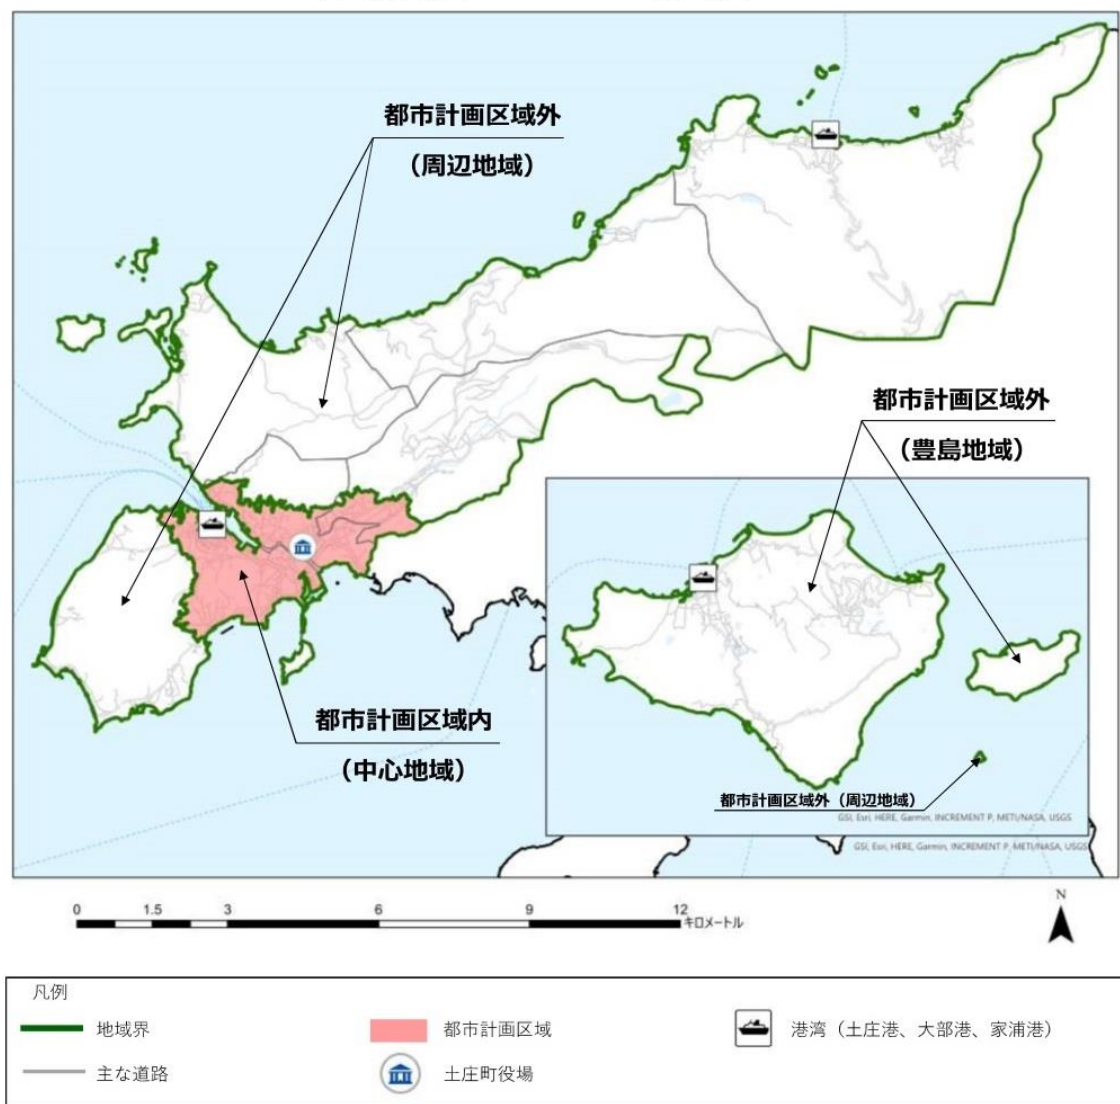 都市計画区域外
（周辺地域）
都市計画区域外
（豊島地域）
都市計画区域内
（中心地域）
都市計画区域外（周辺地域）
GSI, Esri, HERE, Garmin, INCREMENT P, METI/NASA, USGS
GSI, Esri, HERE, Garmin, INCREMENT P, METI/NASA, USGS
0 1.5 3 6 9 12
キロメートル
N
凡例
地域界
都市計画区域
港湾（土庄港、大部港、家浦港）
主な道路
土庄町役場